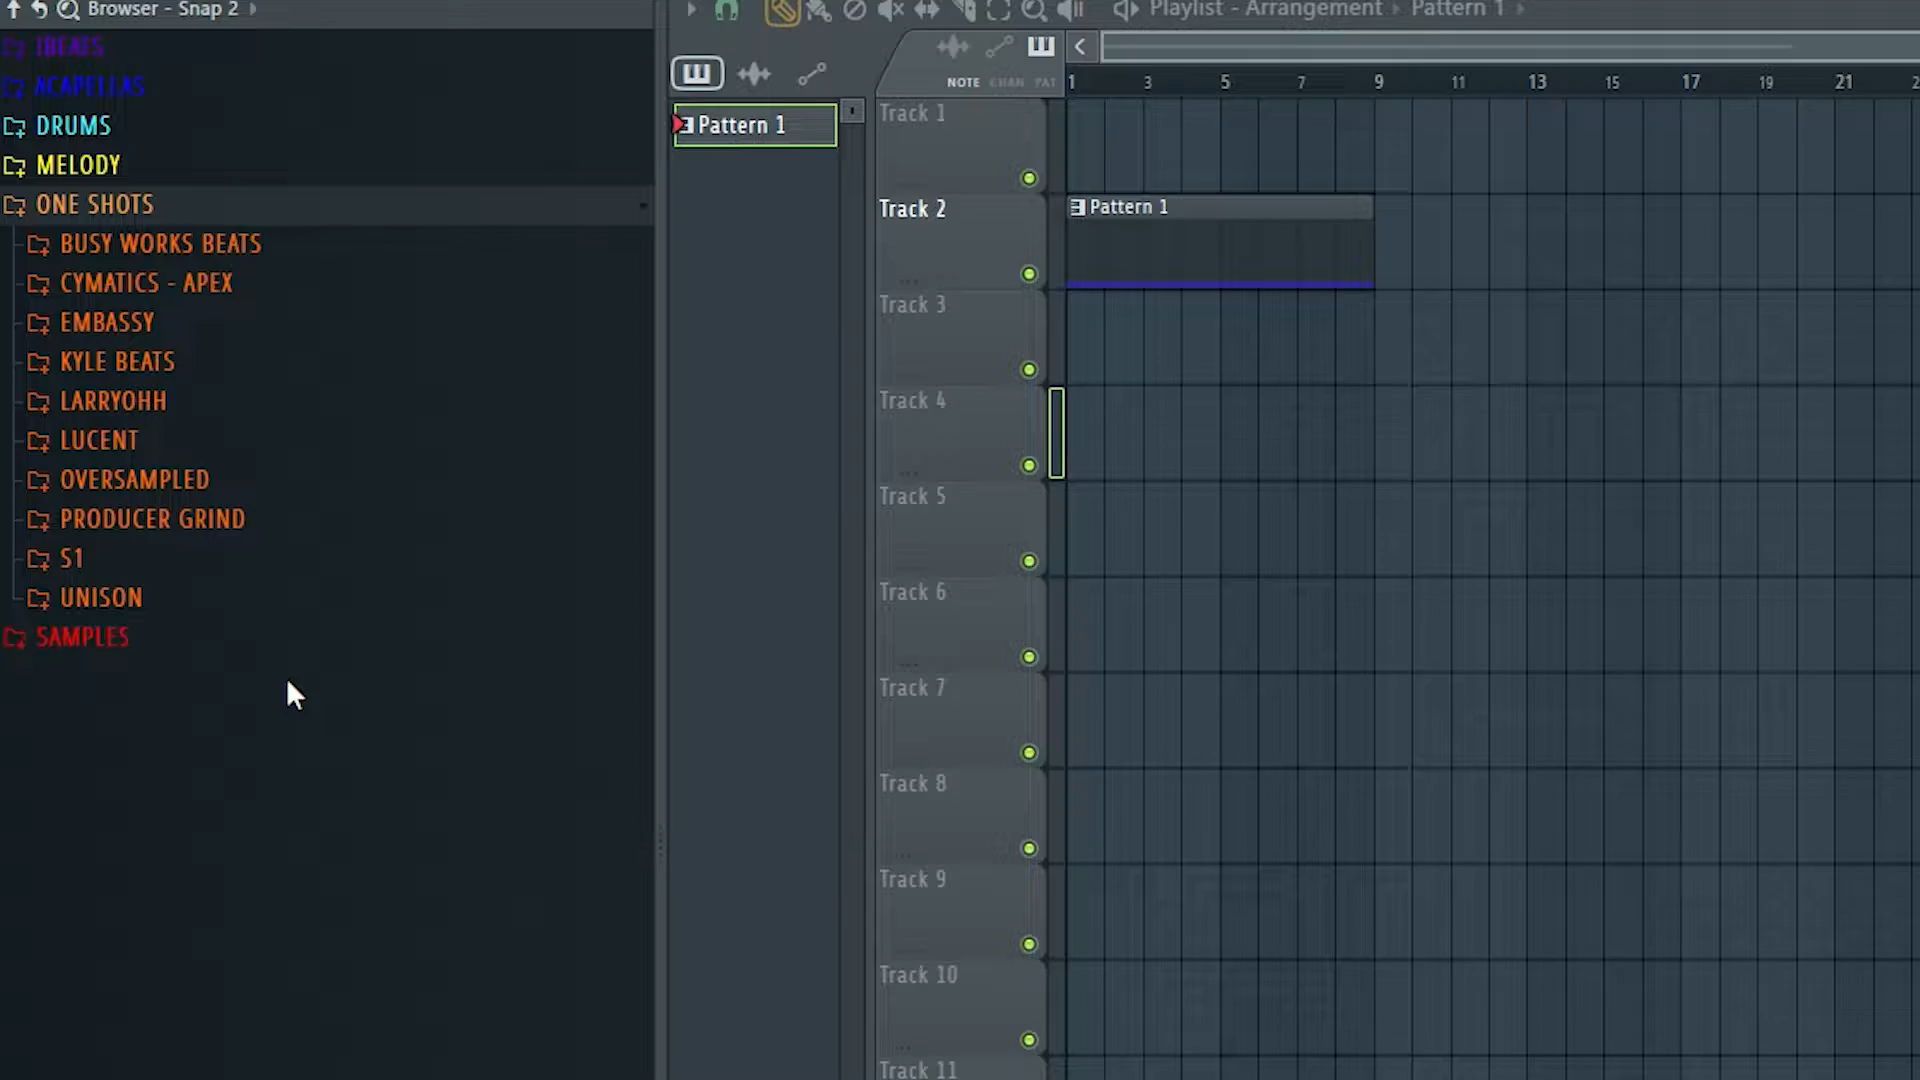 Browser - Snap 2
Playlist - Arrangement › Pattern 1 ›
!BEATS
ACAPELLAS
DRUMS
MELODY
ONE SHOTS
BUSY WORKS BEATS
CYMATICS - APEX
EMBASSY
KYLE BEATS
LARRYOHH
LUCENT
OVERSAMPLED
PRODUCER GRIND
S1
UNISON
SAMPLES
Pattern 1
NOTE CHAN PAT
1 3 5 7 9 11 13 15 17 19 21
Track 1
Track 2
Pattern 1
Track 3
Track 4
Track 5
Track 6
Track 7
Track 8
Track 9
Track 10
Track 11